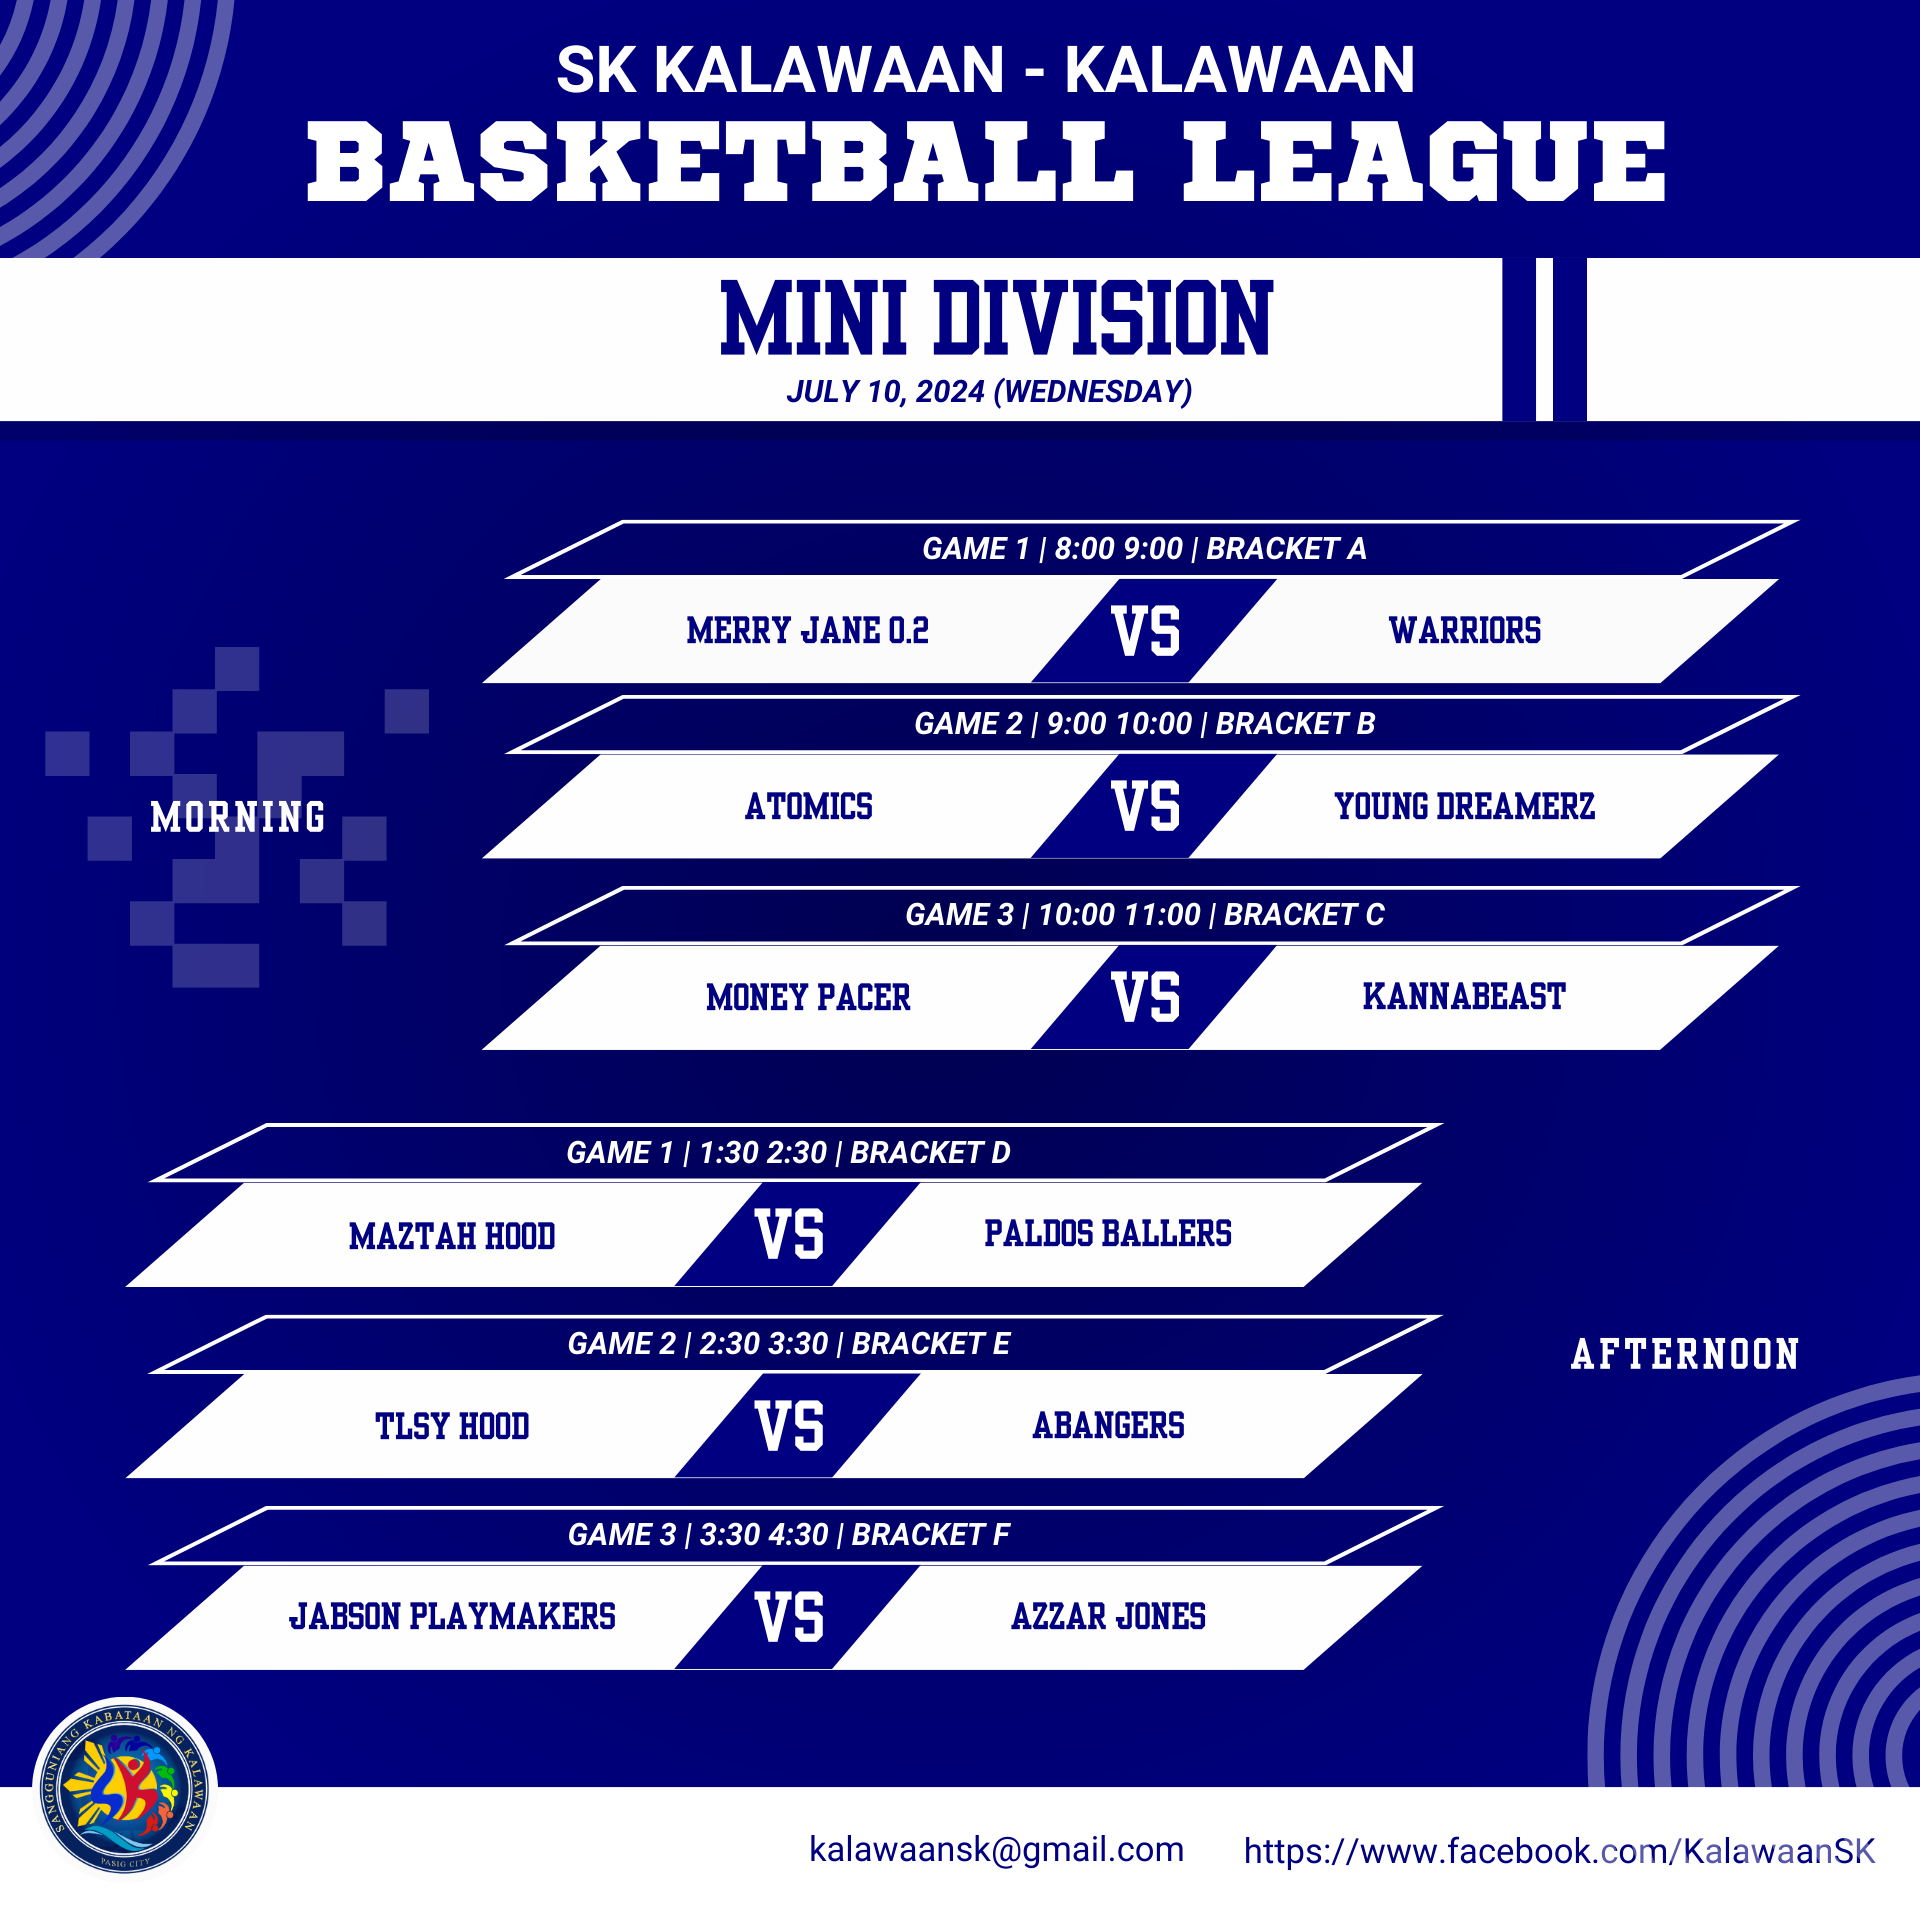 SK KALAWAAN - KALAWAAN
BASKETBALL LEAGUE
MINI DIVISION
JULY 10, 2024 (WEDNESDAY)
MORNING
GAME 1 | 8:00 9:00 | BRACKET A
MERRY JANE 0.2 VS WARRIORS
GAME 2 | 9:00 10:00 | BRACKET B
ATOMICS VS YOUNG DREAMERZ
GAME 3 | 10:00 11:00 | BRACKET C
MONEY PACER VS KANNABEAST
AFTERNOON
GAME 1 | 1:30 2:30 | BRACKET D
MAZTAH HOOD VS PALDOS BALLERS
GAME 2 | 2:30 3:30 | BRACKET E
TLSY HOOD VS ABANGERS
GAME 3 | 3:30 4:30 | BRACKET F
JABSON PLAYMAKERS VS AZZAR JONES
SANGGUNIANG KABATAAN NG KALAWAAN
PASIG CITY
kalawaansk@gmail.com
https://www.facebook.com/KalawaanSK